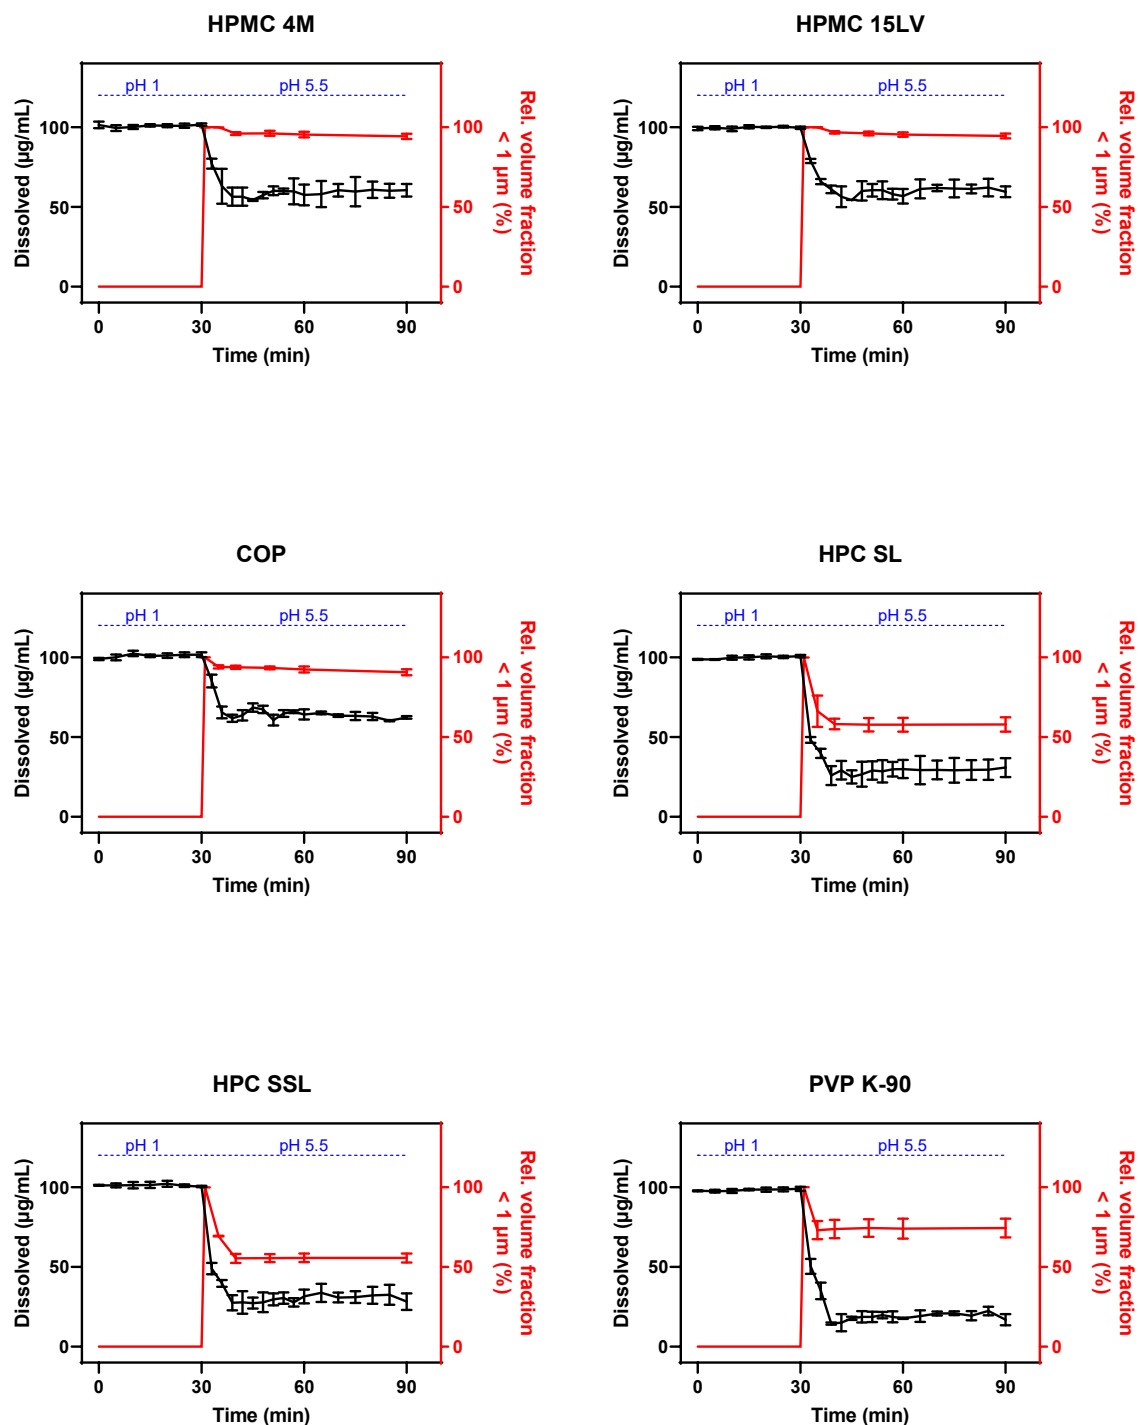 HPMC 4M
HPMC 15LV
pH 1
pH 5.5
Dissolved (µg/mL)
100
50
0
0
30
60
90
Time (min)
100
50
0
Rel. volume fraction
< 1 µm (%)
pH 1
pH 5.5
Dissolved (µg/mL)
100
50
0
0
30
60
90
Time (min)
100
50
0
Rel. volume fraction
< 1 µm (%)
COP
HPC SL
pH 1
pH 5.5
Dissolved (µg/mL)
100
50
0
0
30
60
90
Time (min)
100
50
0
Rel. volume fraction
< 1 µm (%)
pH 1
pH 5.5
Dissolved (µg/mL)
100
50
0
0
30
60
90
Time (min)
100
50
0
Rel. volume fraction
< 1 µm (%)
HPC SSL
PVP K-90
pH 1
pH 5.5
Dissolved (µg/mL)
100
50
0
0
30
60
90
Time (min)
100
50
0
Rel. volume fraction
< 1 µm (%)
pH 1
pH 5.5
Dissolved (µg/mL)
100
50
0
0
30
60
90
Time (min)
100
50
0
Rel. volume fraction
< 1 µm (%)